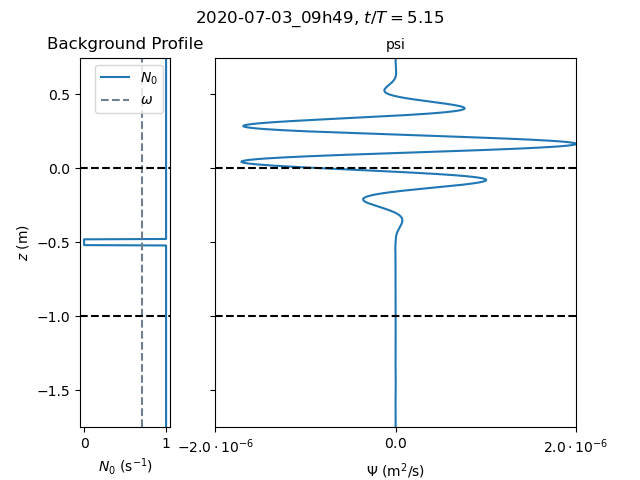 2020-07-03_09h49, t/T = 5.15
Background Profile
psi
N₀
ω
z (m)
0.5
0.0
−0.5
−1.0
−1.5
0 1
N₀ (s⁻¹)
−2.0 · 10⁻⁶ 0.0 2.0 · 10⁻⁶
Ψ (m²/s)